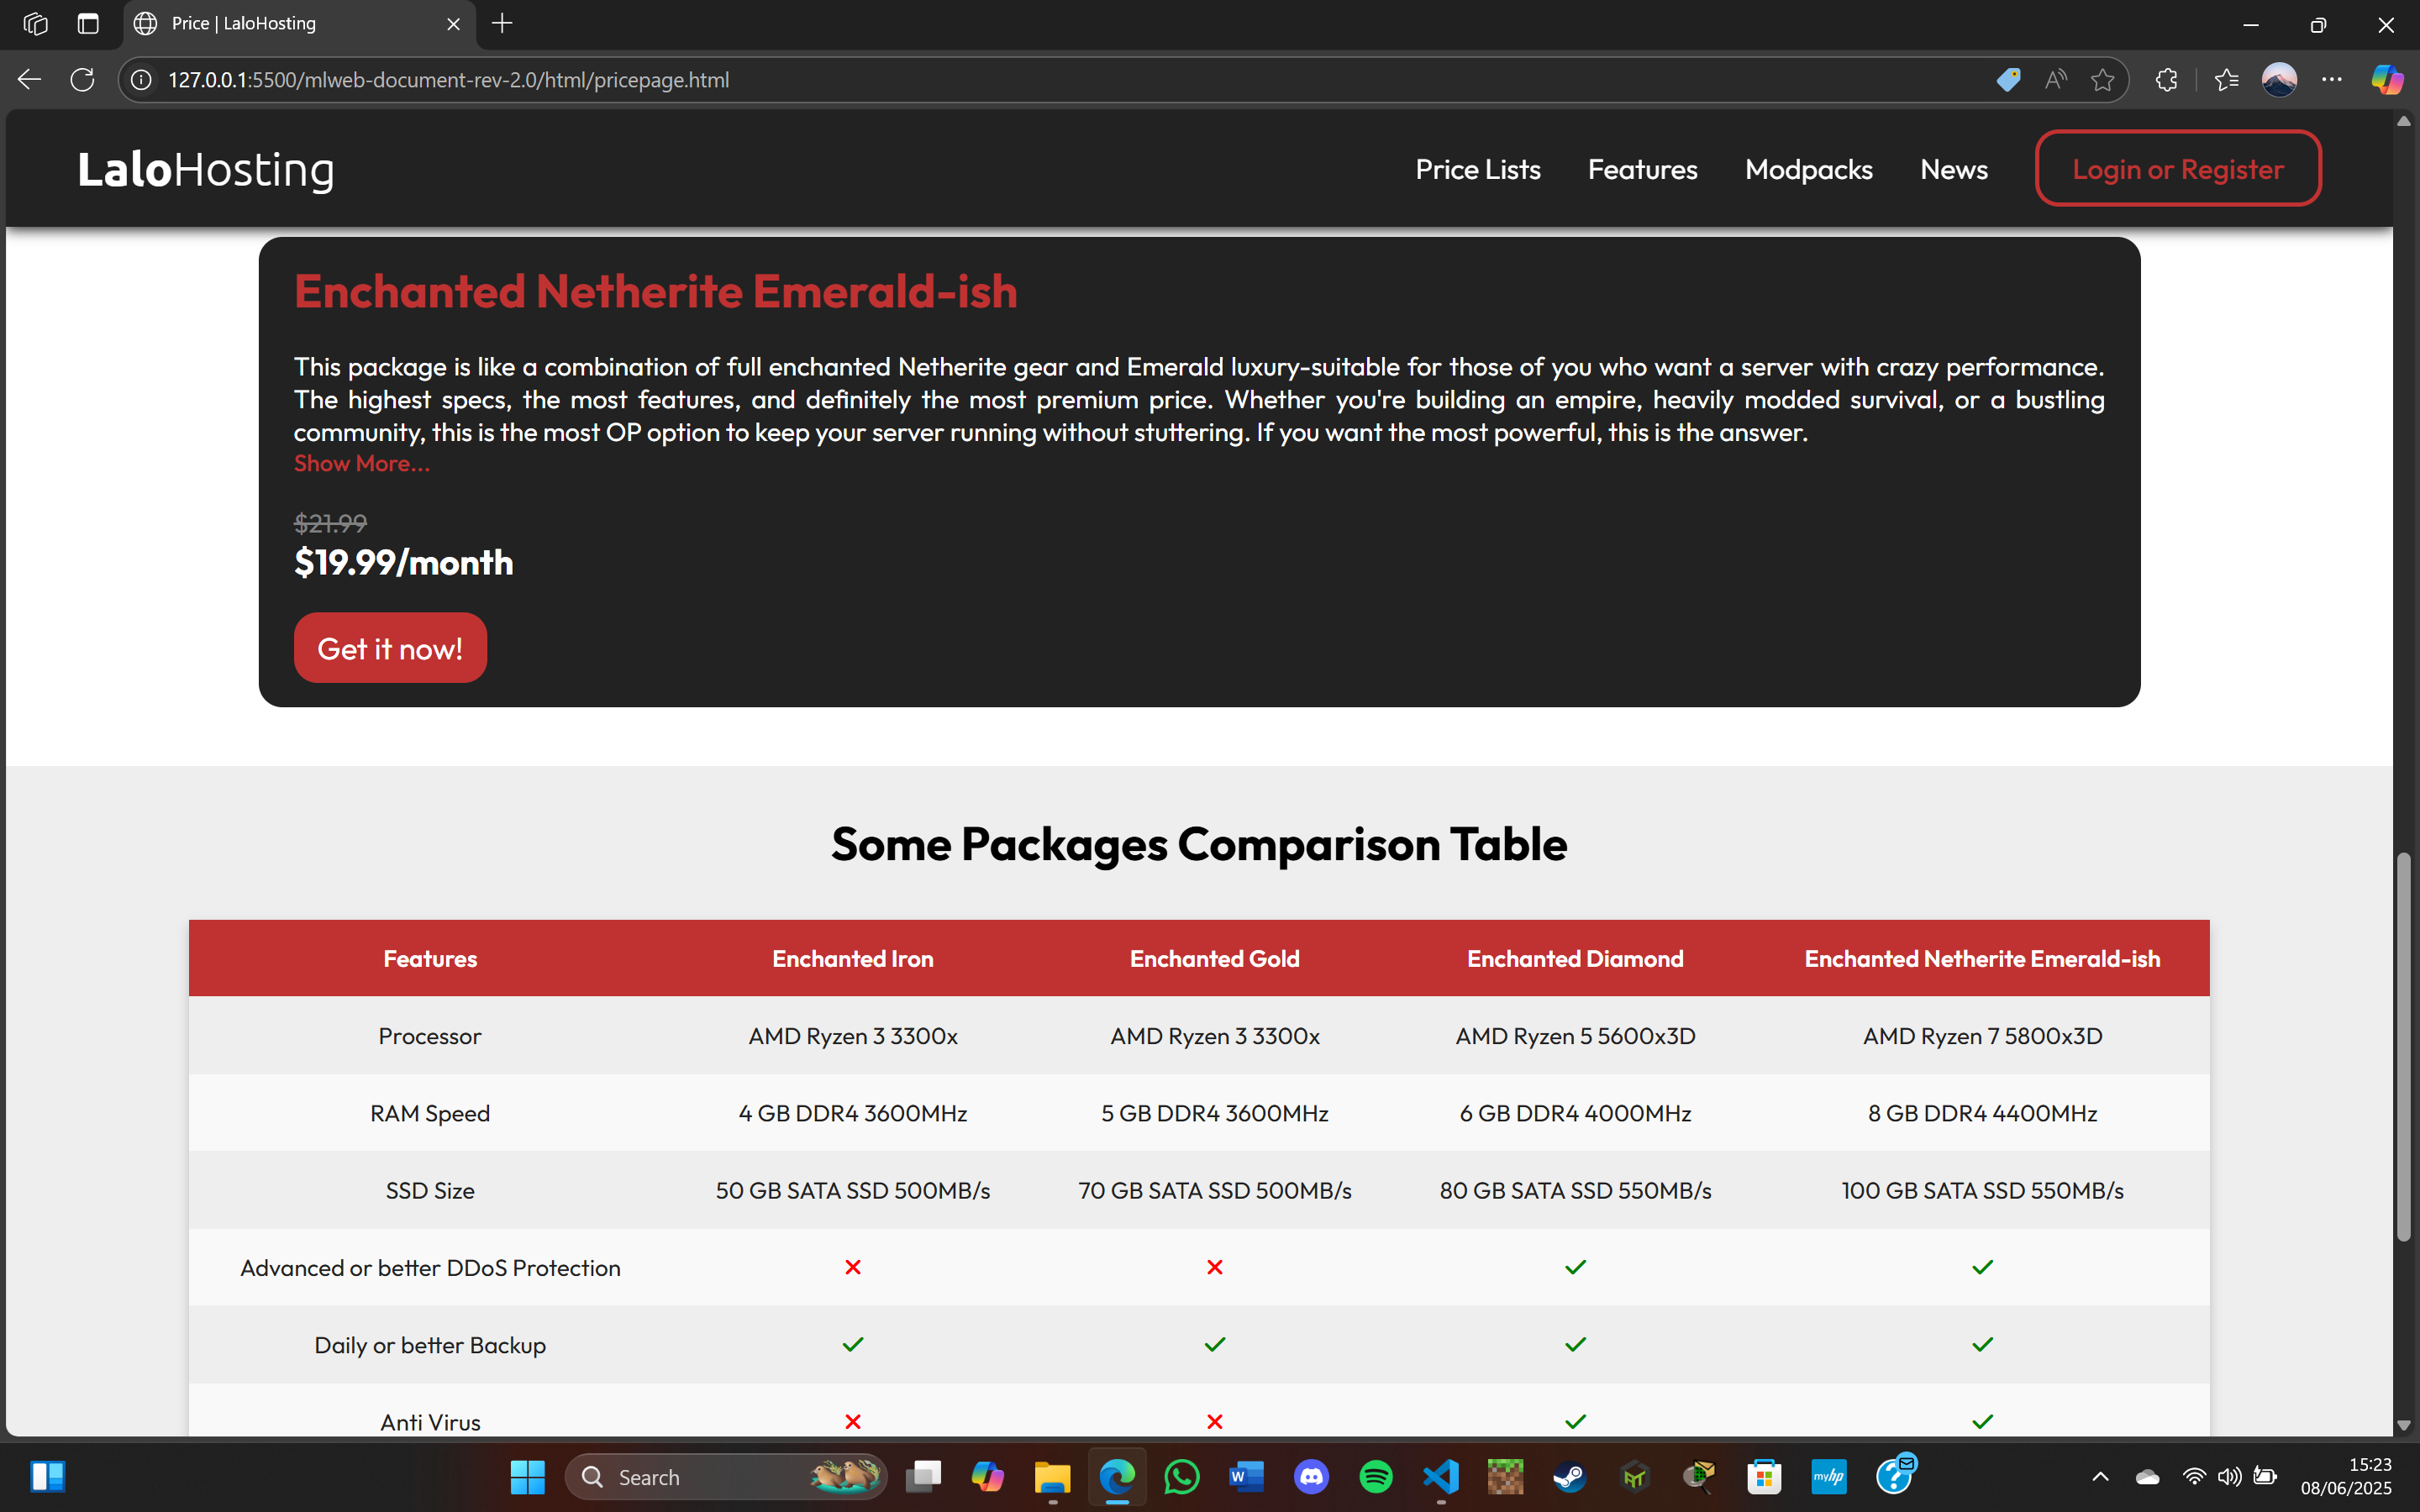 Price | LaloHosting
127.0.0.1:5500/mlweb-document-rev-2.0/html/pricepage.html
LaloHosting
Price Lists
Features
Modpacks
News
Login or Register
Enchanted Netherite Emerald-ish
This package is like a combination of full enchanted Netherite gear and Emerald luxury-suitable for those of you who want a server with crazy performance.
The highest specs, the most features, and definitely the most premium price. Whether you're building an empire, heavily modded survival, or a bustling
community, this is the most OP option to keep your server running without stuttering. If you want the most powerful, this is the answer.
Show More...
$21.99
$19.99/month
Get it now!
Some Packages Comparison Table
Features Enchanted Iron Enchanted Gold Enchanted Diamond Enchanted Netherite Emerald-ish
Processor AMD Ryzen 3 3300x AMD Ryzen 3 3300x AMD Ryzen 5 5600x3D AMD Ryzen 7 5800x3D
RAM Speed 4 GB DDR4 3600MHz 5 GB DDR4 3600MHz 6 GB DDR4 4000MHz 8 GB DDR4 4400MHz
SSD Size 50 GB SATA SSD 500MB/s 70 GB SATA SSD 500MB/s 80 GB SATA SSD 550MB/s 100 GB SATA SSD 550MB/s
Advanced or better DDoS Protection
Daily or better Backup
Anti Virus
Search
W
myhp
15:23
08/06/2025